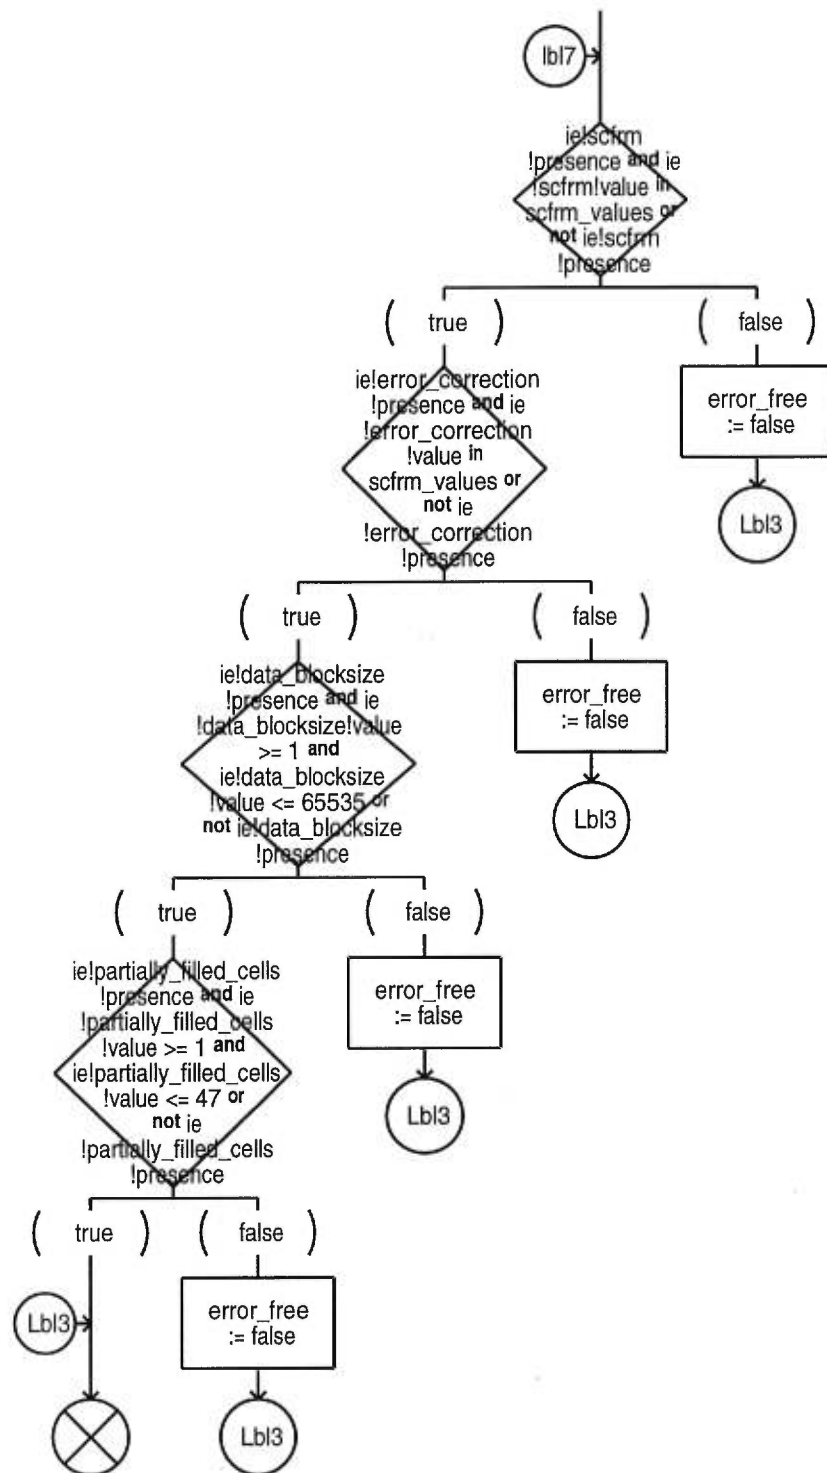 lbl7
ie!scfrm
!presence and ie
!scfrm!value in
scfrm_values or
not ie!scfrm
!presence
( true )
( false )
error_free
:= false
Lbl3
ie!error_correction
!presence and ie
!error_correction
!value in
scfrm_values or
not ie
!error_correction
!presence
( true )
( false )
error_free
:= false
Lbl3
ie!data_blocksize
!presence and ie
!data_blocksize!value
>= 1 and
ie!data_blocksize
!value <= 65535 or
not ie!data_blocksize
!presence
( true )
( false )
error_free
:= false
Lbl3
ie!partially_filled_cells
!presence and ie
!partially_filled_cells
!value >= 1 and
ie!partially_filled_cells
!value <= 47 or
not ie
!partially_filled_cells
!presence
( true )
( false )
Lbl3
error_free
:= false
Lbl3